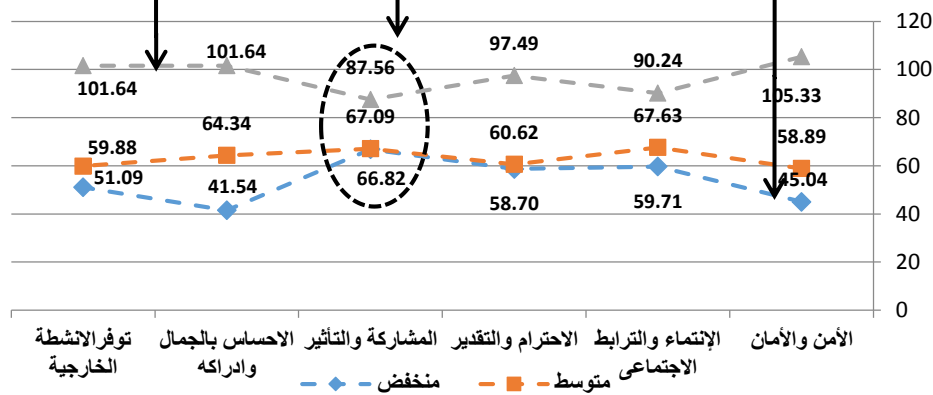 120
100
80
60
40
20
0
97.49
101.64
90.24
87.56
101.64
105.33
67.09
67.63
64.34
60.62
58.89
59.88
51.09
66.82
45.04
41.54
58.70
59.71
الأمن والأمان
الإنتماء والترابط
الاجتماعى
الاحترام والتقدير
المشاركة والتأثير
الاحساس بالجمال
وادراكه
توفرالانشطة
الخارجية
منخفض
متوسط